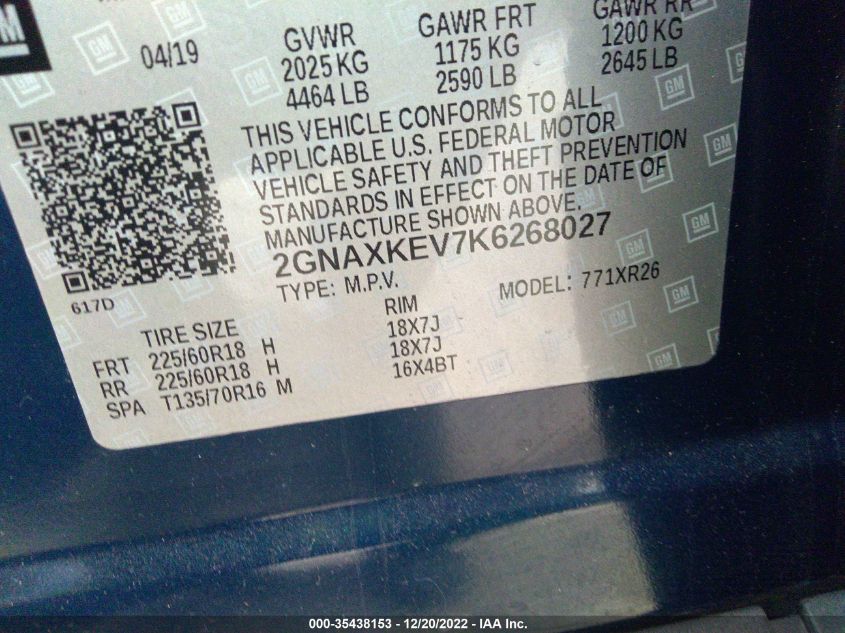 GM
04/19 GVWR GAWR FRT GAWR RR
2025 KG 1175 KG 1200 KG
4464 LB 2590 LB 2645 LB
THIS VEHICLE CONFORMS TO ALL
APPLICABLE U.S. FEDERAL MOTOR
VEHICLE SAFETY AND THEFT PREVENTION
STANDARDS IN EFFECT ON THE DATE OF
MANUFACTURE SHOWN ABOVE.
2GNAXKEV7K6268027
TYPE: M.P.V. MODEL: 771XR26
617D
TIRE SIZE RIM
FRT 225/60R18 H 18X7J
RR 225/60R18 H 18X7J
SPA T135/70R16 M 16X4BT
000-35438153 - 12/20/2022 - IAA Inc.